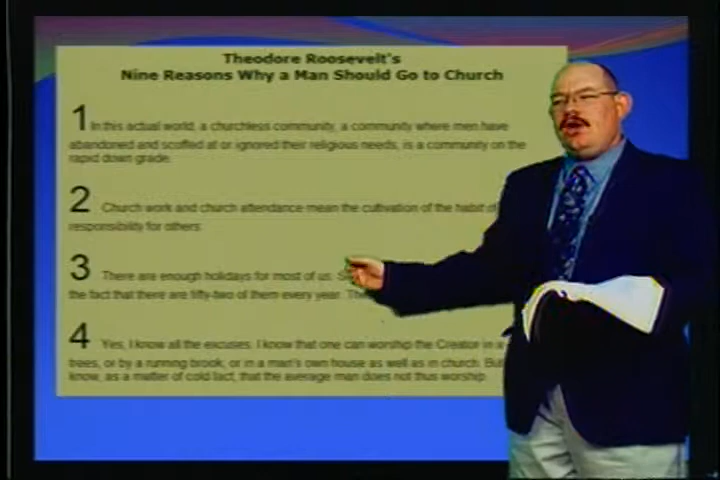 Theodore Roosevelt's
Nine Reasons Why a Man Should Go to Church
1 In this actual world, a churchless community, a community where men have
abandoned and scoffed at or ignored their religious needs, is a community on the
rapid down grade.
2 Church work and church attendance mean the cultivation of the habit of
responsibility for others.
3 There are enough holidays for most of us.
the fact that there are fifty-two of them every year.
4 Yes, I know all the excuses. I know that one can worship the Creator in a
trees, or by a running brook, or in a man's own house as well as in church. But
know, as a matter of cold fact, that the average man does not thus worship